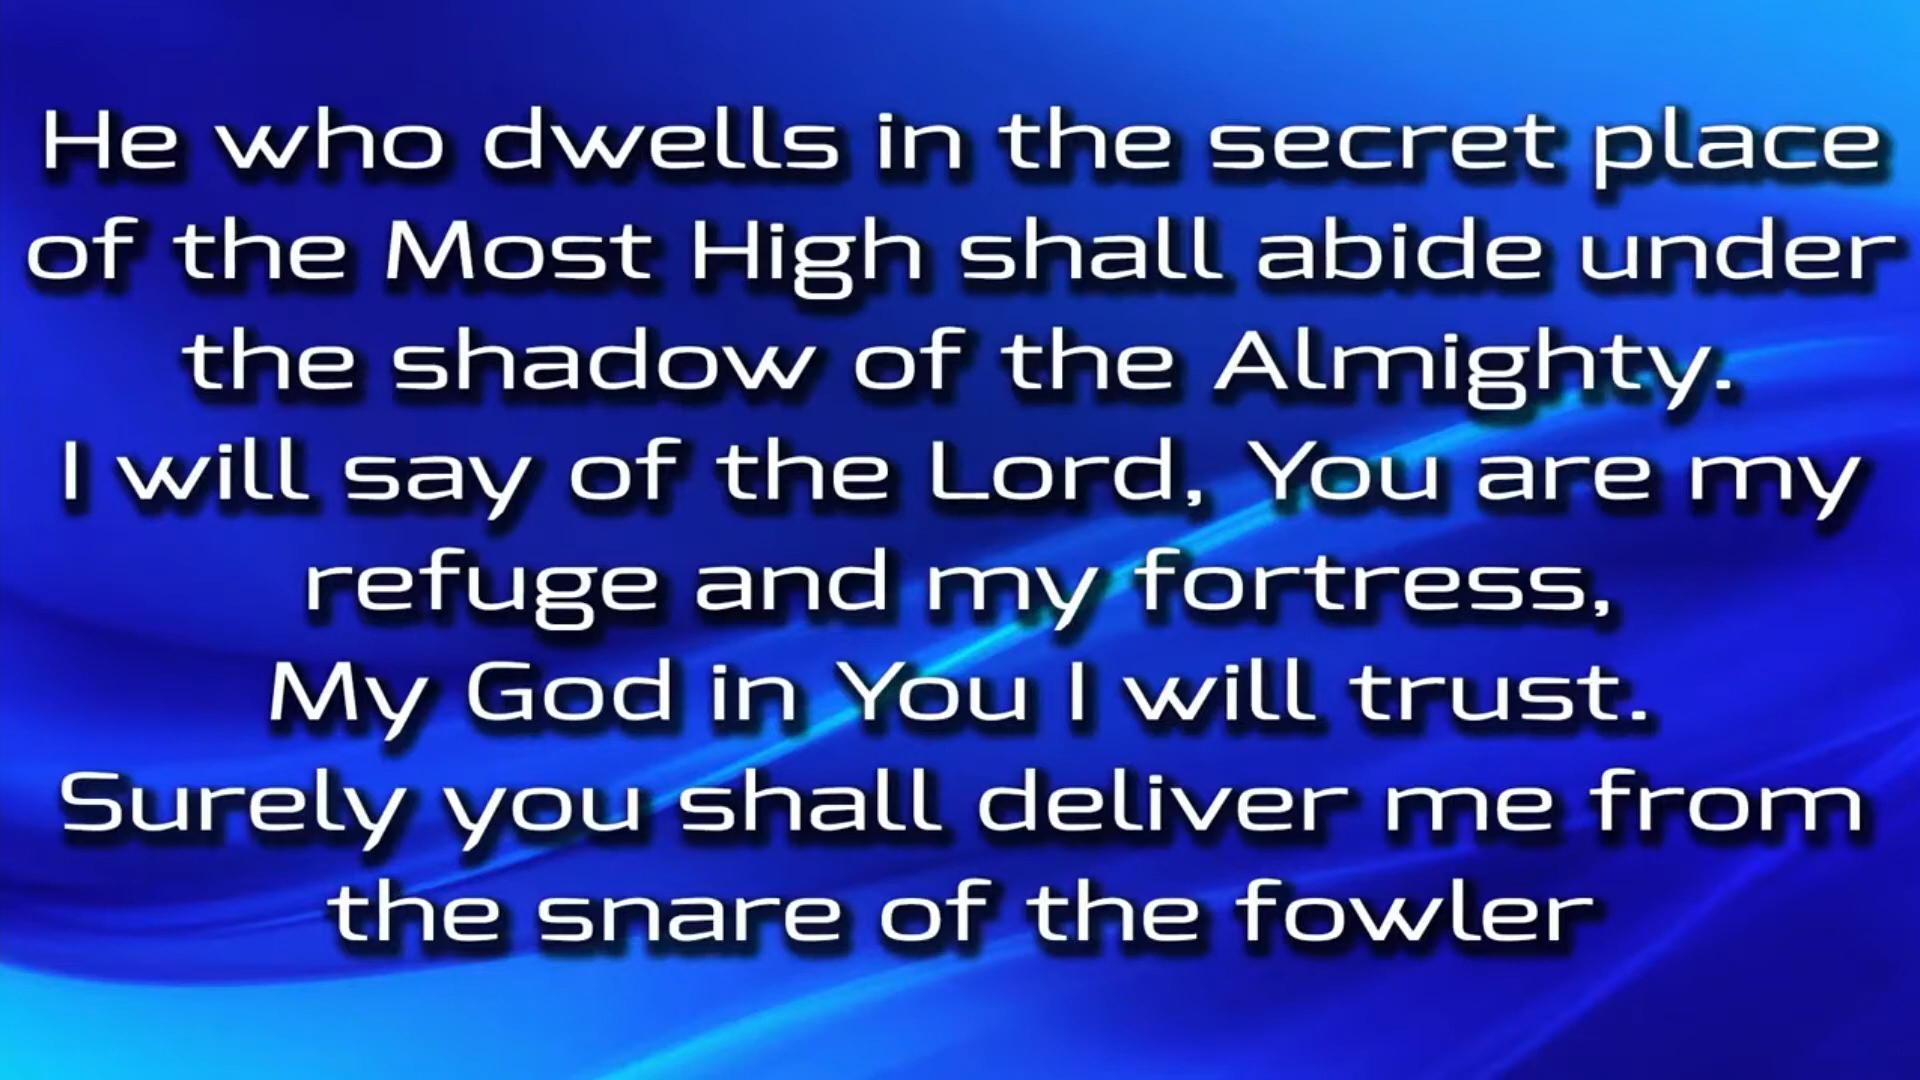 He who dwells in the secret place
of the Most High shall abide under
the shadow of the Almighty.
I will say of the Lord, You are my
refuge and my fortress,
My God in You I will trust.
Surely you shall deliver me from
the snare of the fowler